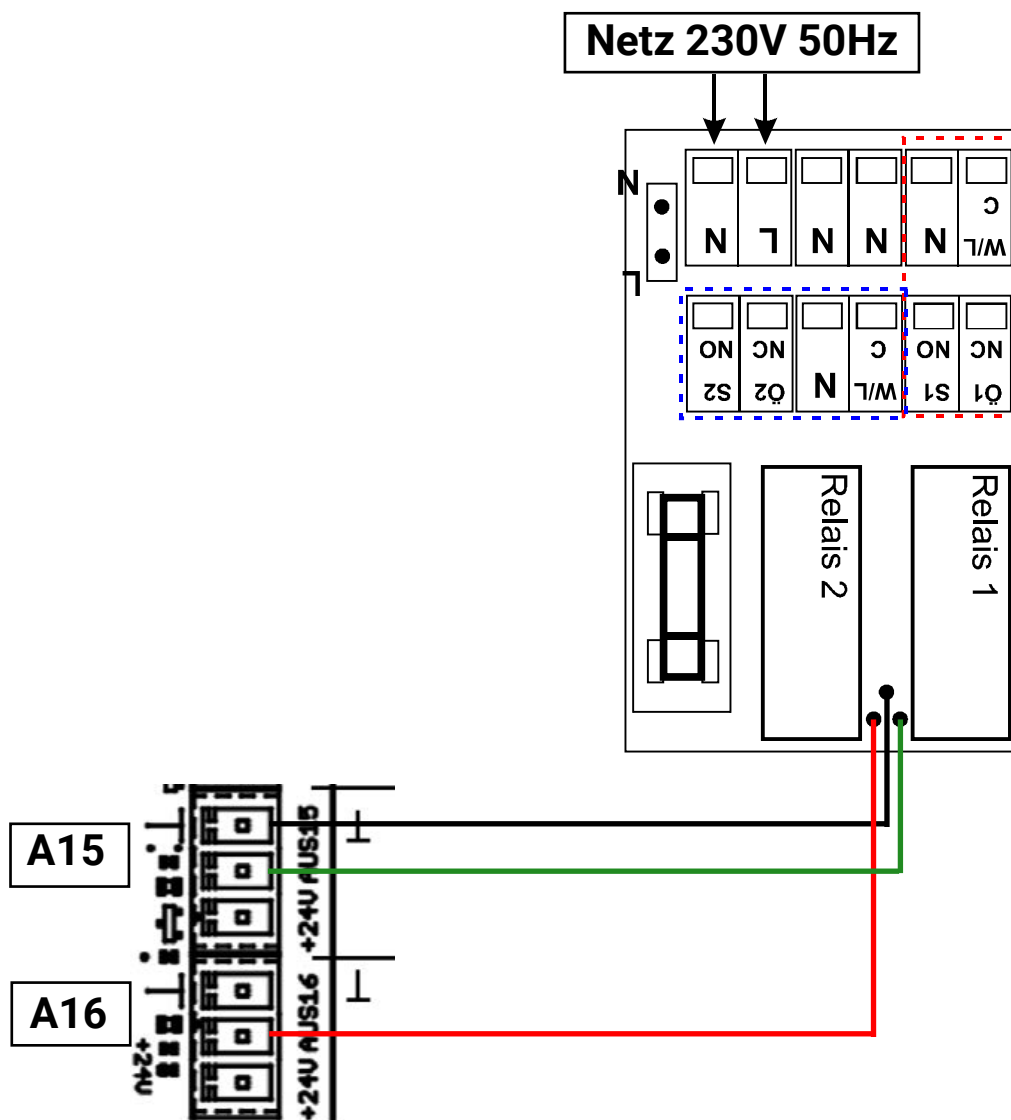 Netz 230V 50Hz
N
L
N
L
N
N
N
C
W/L
NO
S2
NC
Ö2
N
C
W/L
NO
S1
NC
Ö1
Relais 2
Relais 1
A15
AUS15
+24V
A16
AUS16
+24V
+24V